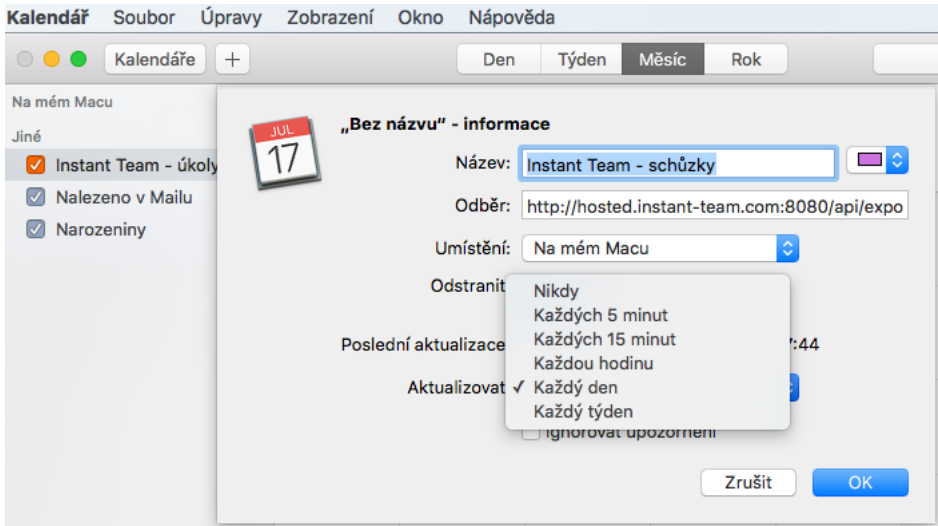 Kalendář Soubor Úpravy Zobrazení Okno Nápověda
Kalendáře + Den Týden Měsíc Rok
Na mém Macu
Jiné
Instant Team - úkoly
Nalezeno v Mailu
Narozeniny
JUL
17
„Bez názvu“ - informace
Název: Instant Team - schůzky
Odběr: http://hosted.instant-team.com:8080/api/expo
Umístění: Na mém Macu
Odstranit
Nikdy
Každých 5 minut
Každých 15 minut
Poslední aktualizace :44
Každou hodinu
Aktualizovat ✓ Každý den
Každý týden
Ignorovat upozornění
Zrušit OK